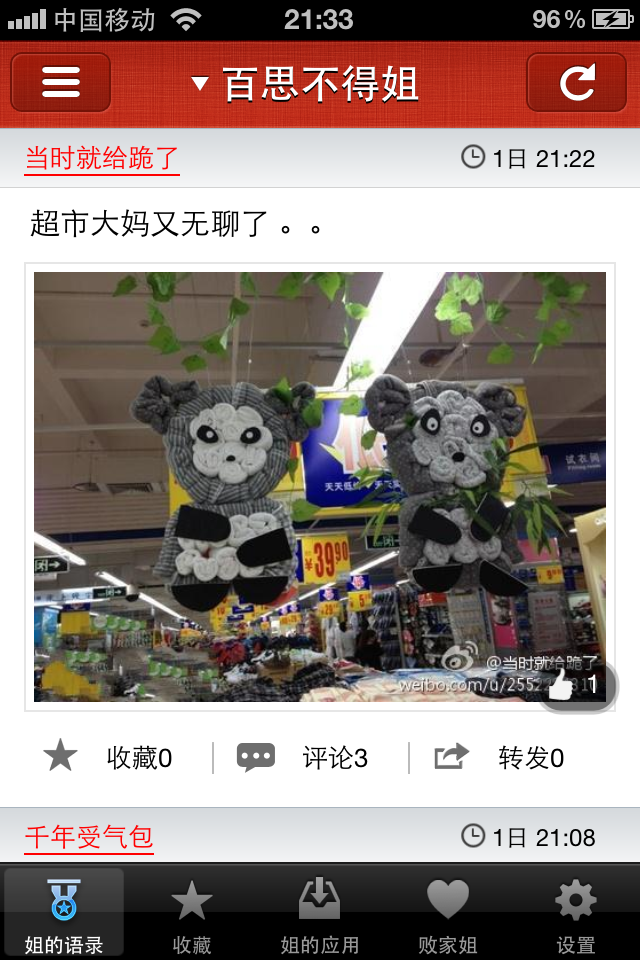 中国移动
21:33
96%
百思不得姐
当时就给跪了
1日 21:22
超市大妈又无聊了。。
天天低价
试衣间
Fitting Room
¥39.90
@当时就给跪了
weibo.com/u/2552
1
收藏0
评论3
转发0
千年受气包
1日 21:08
姐的语录
收藏
姐的应用
败家姐
设置